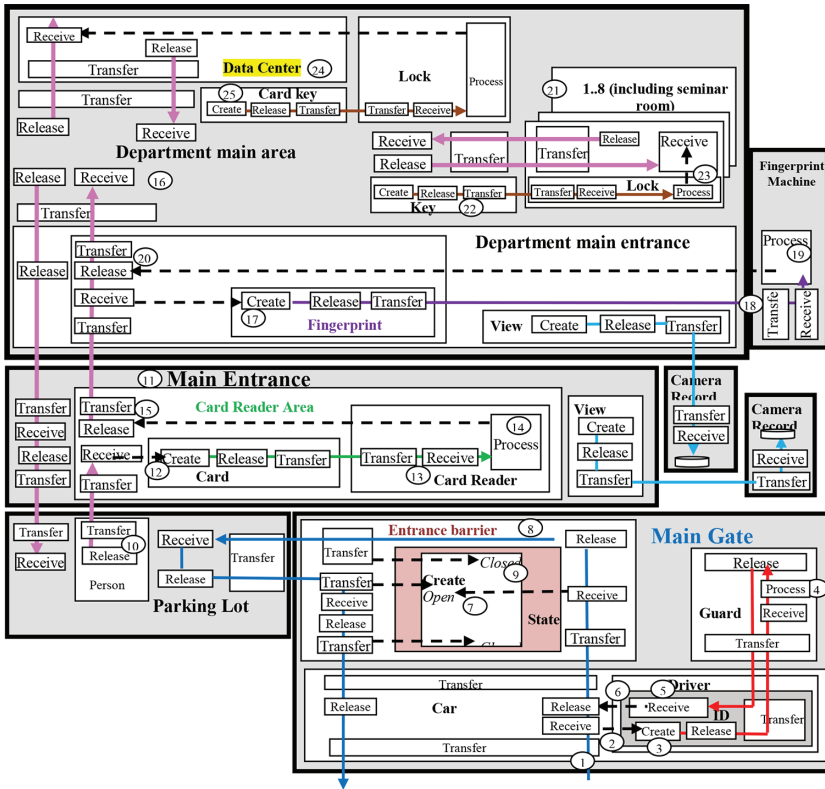 Receive
Release
Transfer
Data Center 24
Transfer
Release
Receive
Department main area
25 Card key
Create Release Transfer
Lock
Transfer Receive
Process
21 1..8 (including seminar
room)
Receive
Release
Transfer
Transfer
Release
Receive
23
Create Release Transfer
Key 22
Transfer Receive Lock Process
Fingerprint
Machine
Process
19
18
Transfe
Receive
Release Receive 16
Transfer
Department main entrance
Transfer
20
Release
Release
Receive
Transfer
Create Release Transfer
17 Fingerprint
View Create Release Transfer
11 Main Entrance
Transfer
Receive
Release
Transfer
Transfer
15
Release
Receive
Transfer
Card Reader Area
12 Create Release Transfer
Card
Transfer Receive
13 Card Reader
14
Process
View
Create
Release
Transfer
Camera
Record
Transfer
Receive
Camera
Record
Receive
Transfer
Transfer
Receive
Transfer
Release 10
Person
Receive
Release
Transfer
Parking Lot
Entrance barrier 8
Main Gate
Transfer
Transfer
Receive
Release
Transfer
Closed
9
Create
Open
7
State
Release
Receive
Transfer
Release
Process 4
Guard
Receive
Transfer
Transfer
Release
Car
Transfer
Release
Receive
1
Driver
6 5
Receive
ID
Create Release
Transfer
2 3